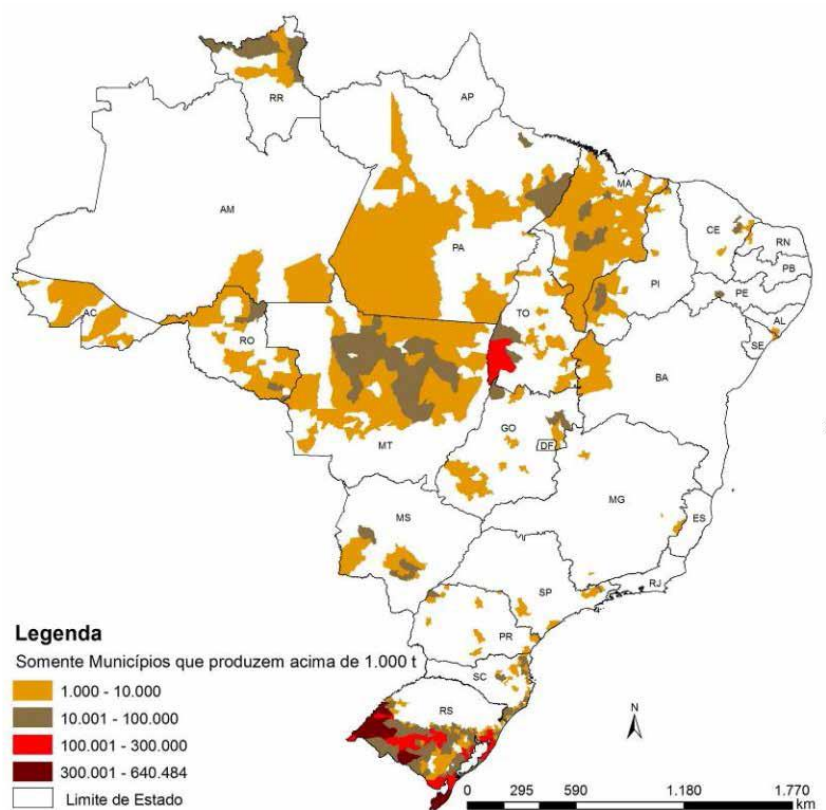 RR
AP
AM
PA
MA
CE
RN
PB
PI
PE
AL
SE
AC
TO
RO
BA
MT
GO
DF
MG
MS
ES
SP
RJ
PR
SC
RS
Legenda
Somente Municípios que produzem acima de 1.000 t
1.000 - 10.000
10.001 - 100.000
100.001 - 300.000
300.001 - 640.484
Limite de Estado
N
0 295 590 1.180 1.770
km